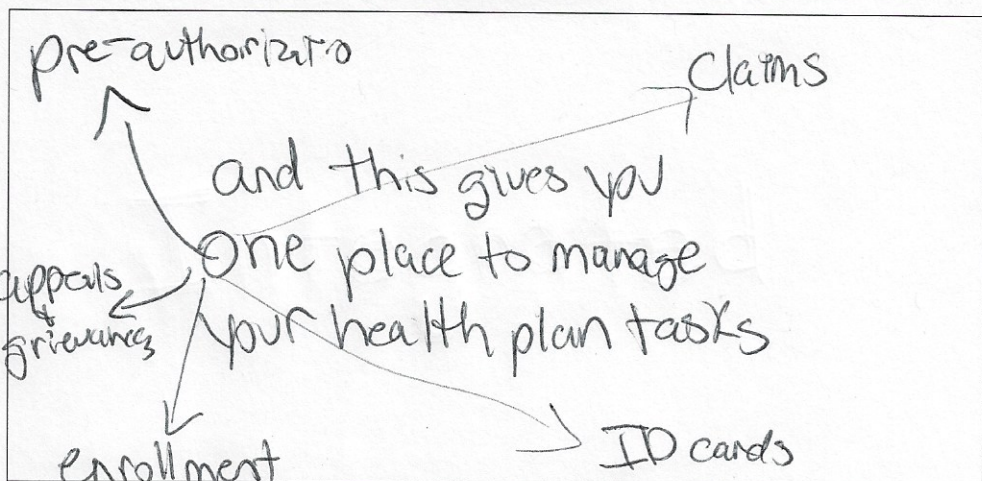 pre-authorizatio
Claims
and this gives you
One place to manage
appeals
+
grievances
your health plan tasks
enrollment
ID cards